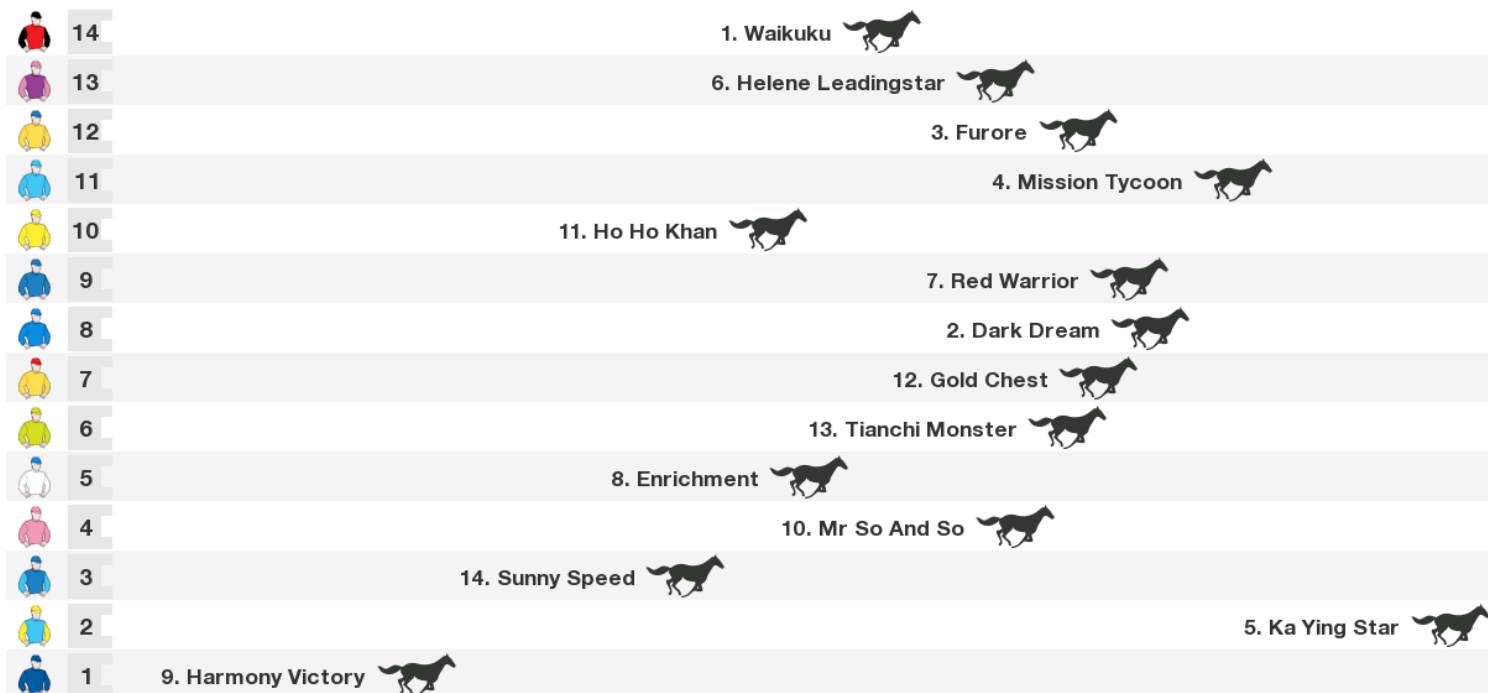 14 1. Waikuku
13 6. Helene Leadingstar
12 3. Furore
11 4. Mission Tycoon
10 11. Ho Ho Khan
9 7. Red Warrior
8 2. Dark Dream
7 12. Gold Chest
6 13. Tianchi Monster
5 8. Enrichment
4 10. Mr So And So
3 14. Sunny Speed
2 5. Ka Ying Star
1 9. Harmony Victory